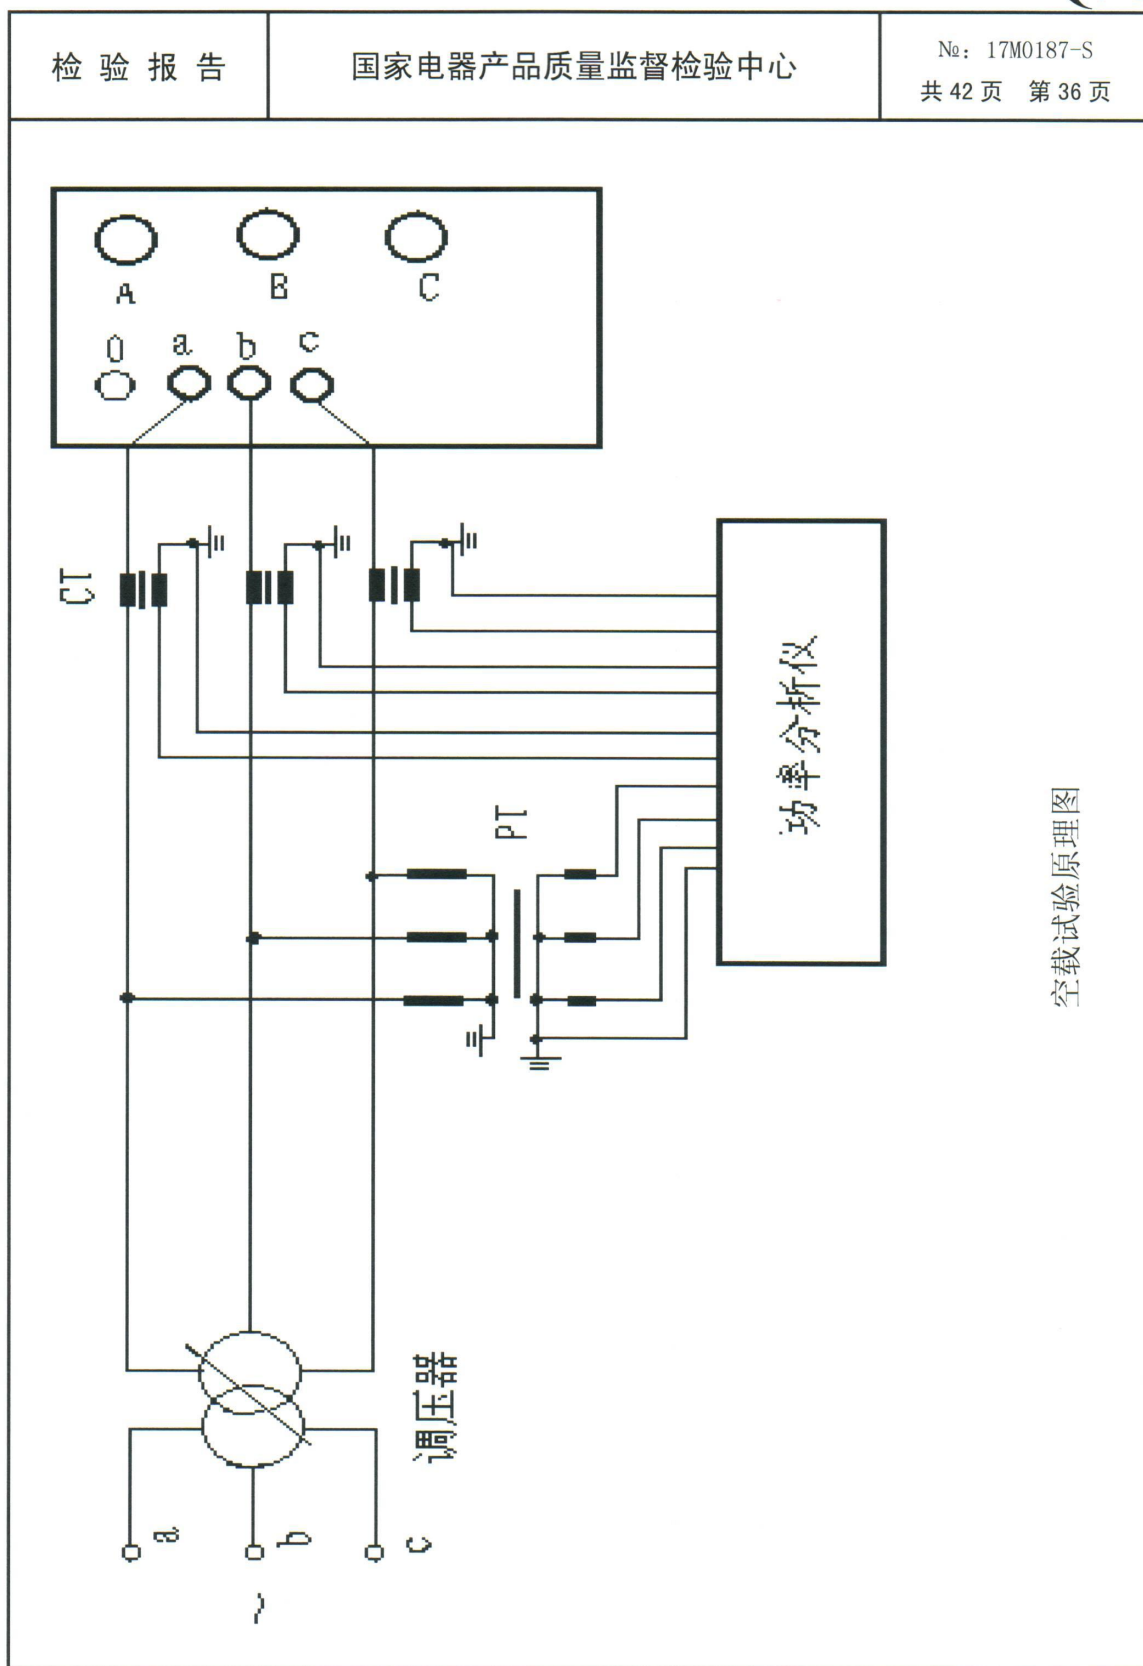 检 验 报 告
国家电器产品质量监督检验中心
№: 17M0187-S
共 42 页 第 36 页
A
B
C
0
a
b
c
CT
PT
功率分析仪
调压器
a
b
c
~
空载试验原理图